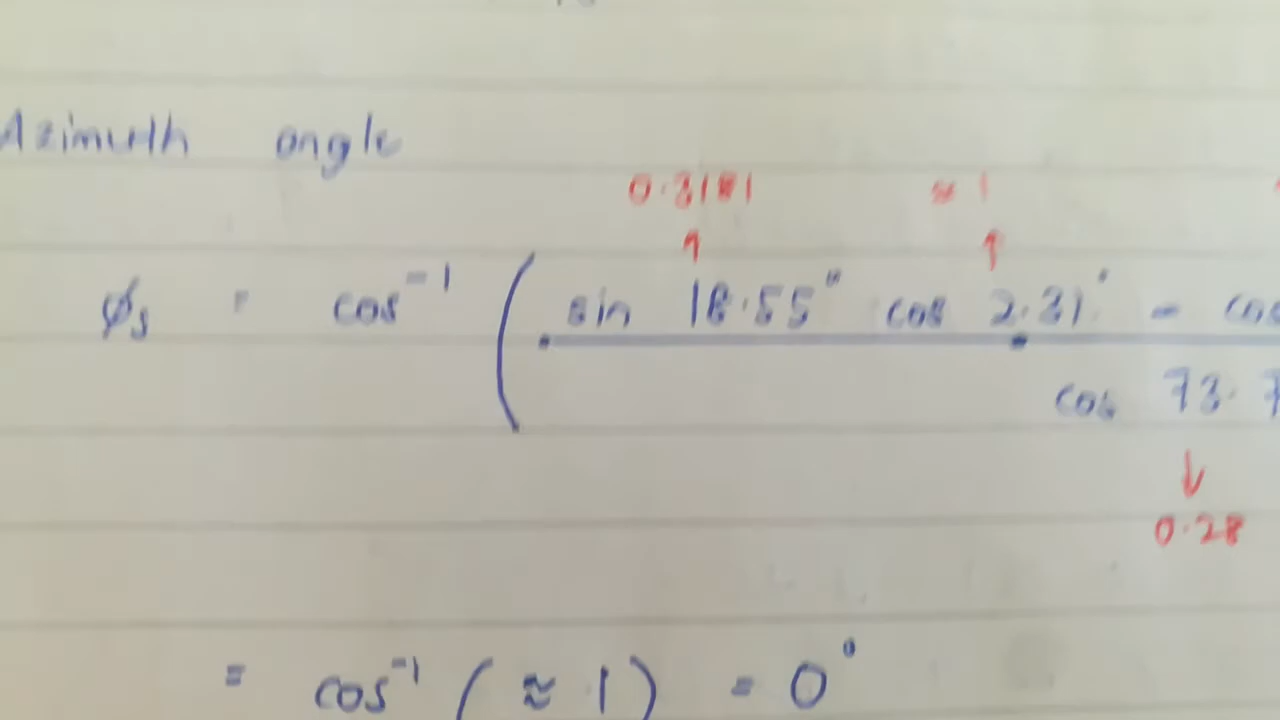 Azimuth angle
0.3181 ≈ 1
↑ ↑
φs = cos⁻¹ ( sin 18.55° cos 2.31° - cos
cos 73.7
↓
0.28
= cos⁻¹ ( ≈ 1 ) = 0°